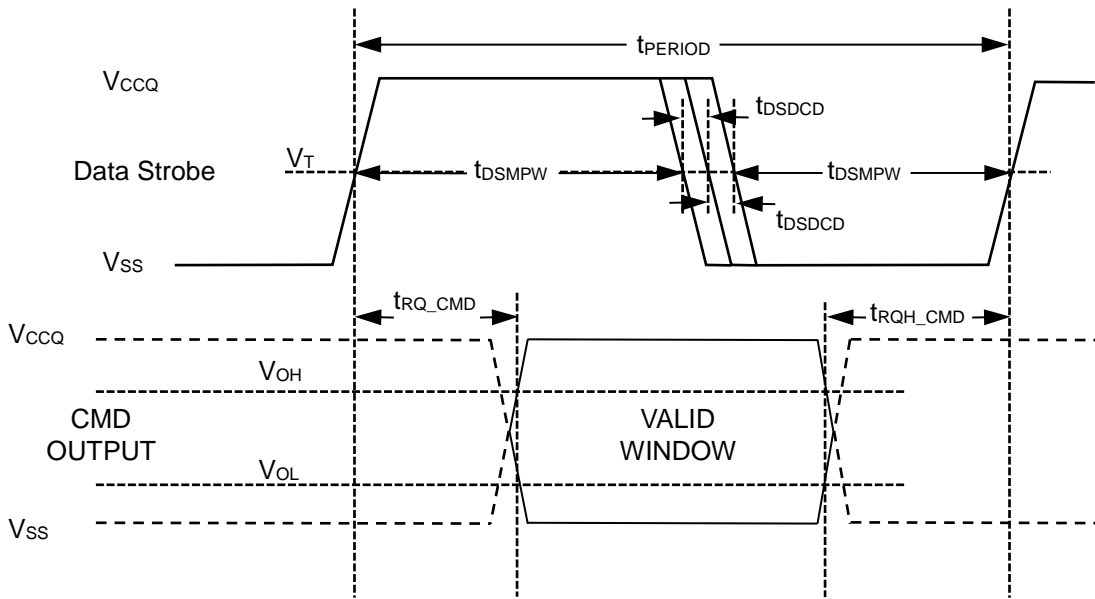 tPERIOD
VCCQ
tDSDCD
VT
Data Strobe
tDSMPW
tDSMPW
tDSDCD
VSS
tRQ_CMD
tRQH_CMD
VCCQ
VOH
CMD
OUTPUT
VALID
WINDOW
VOL
VSS